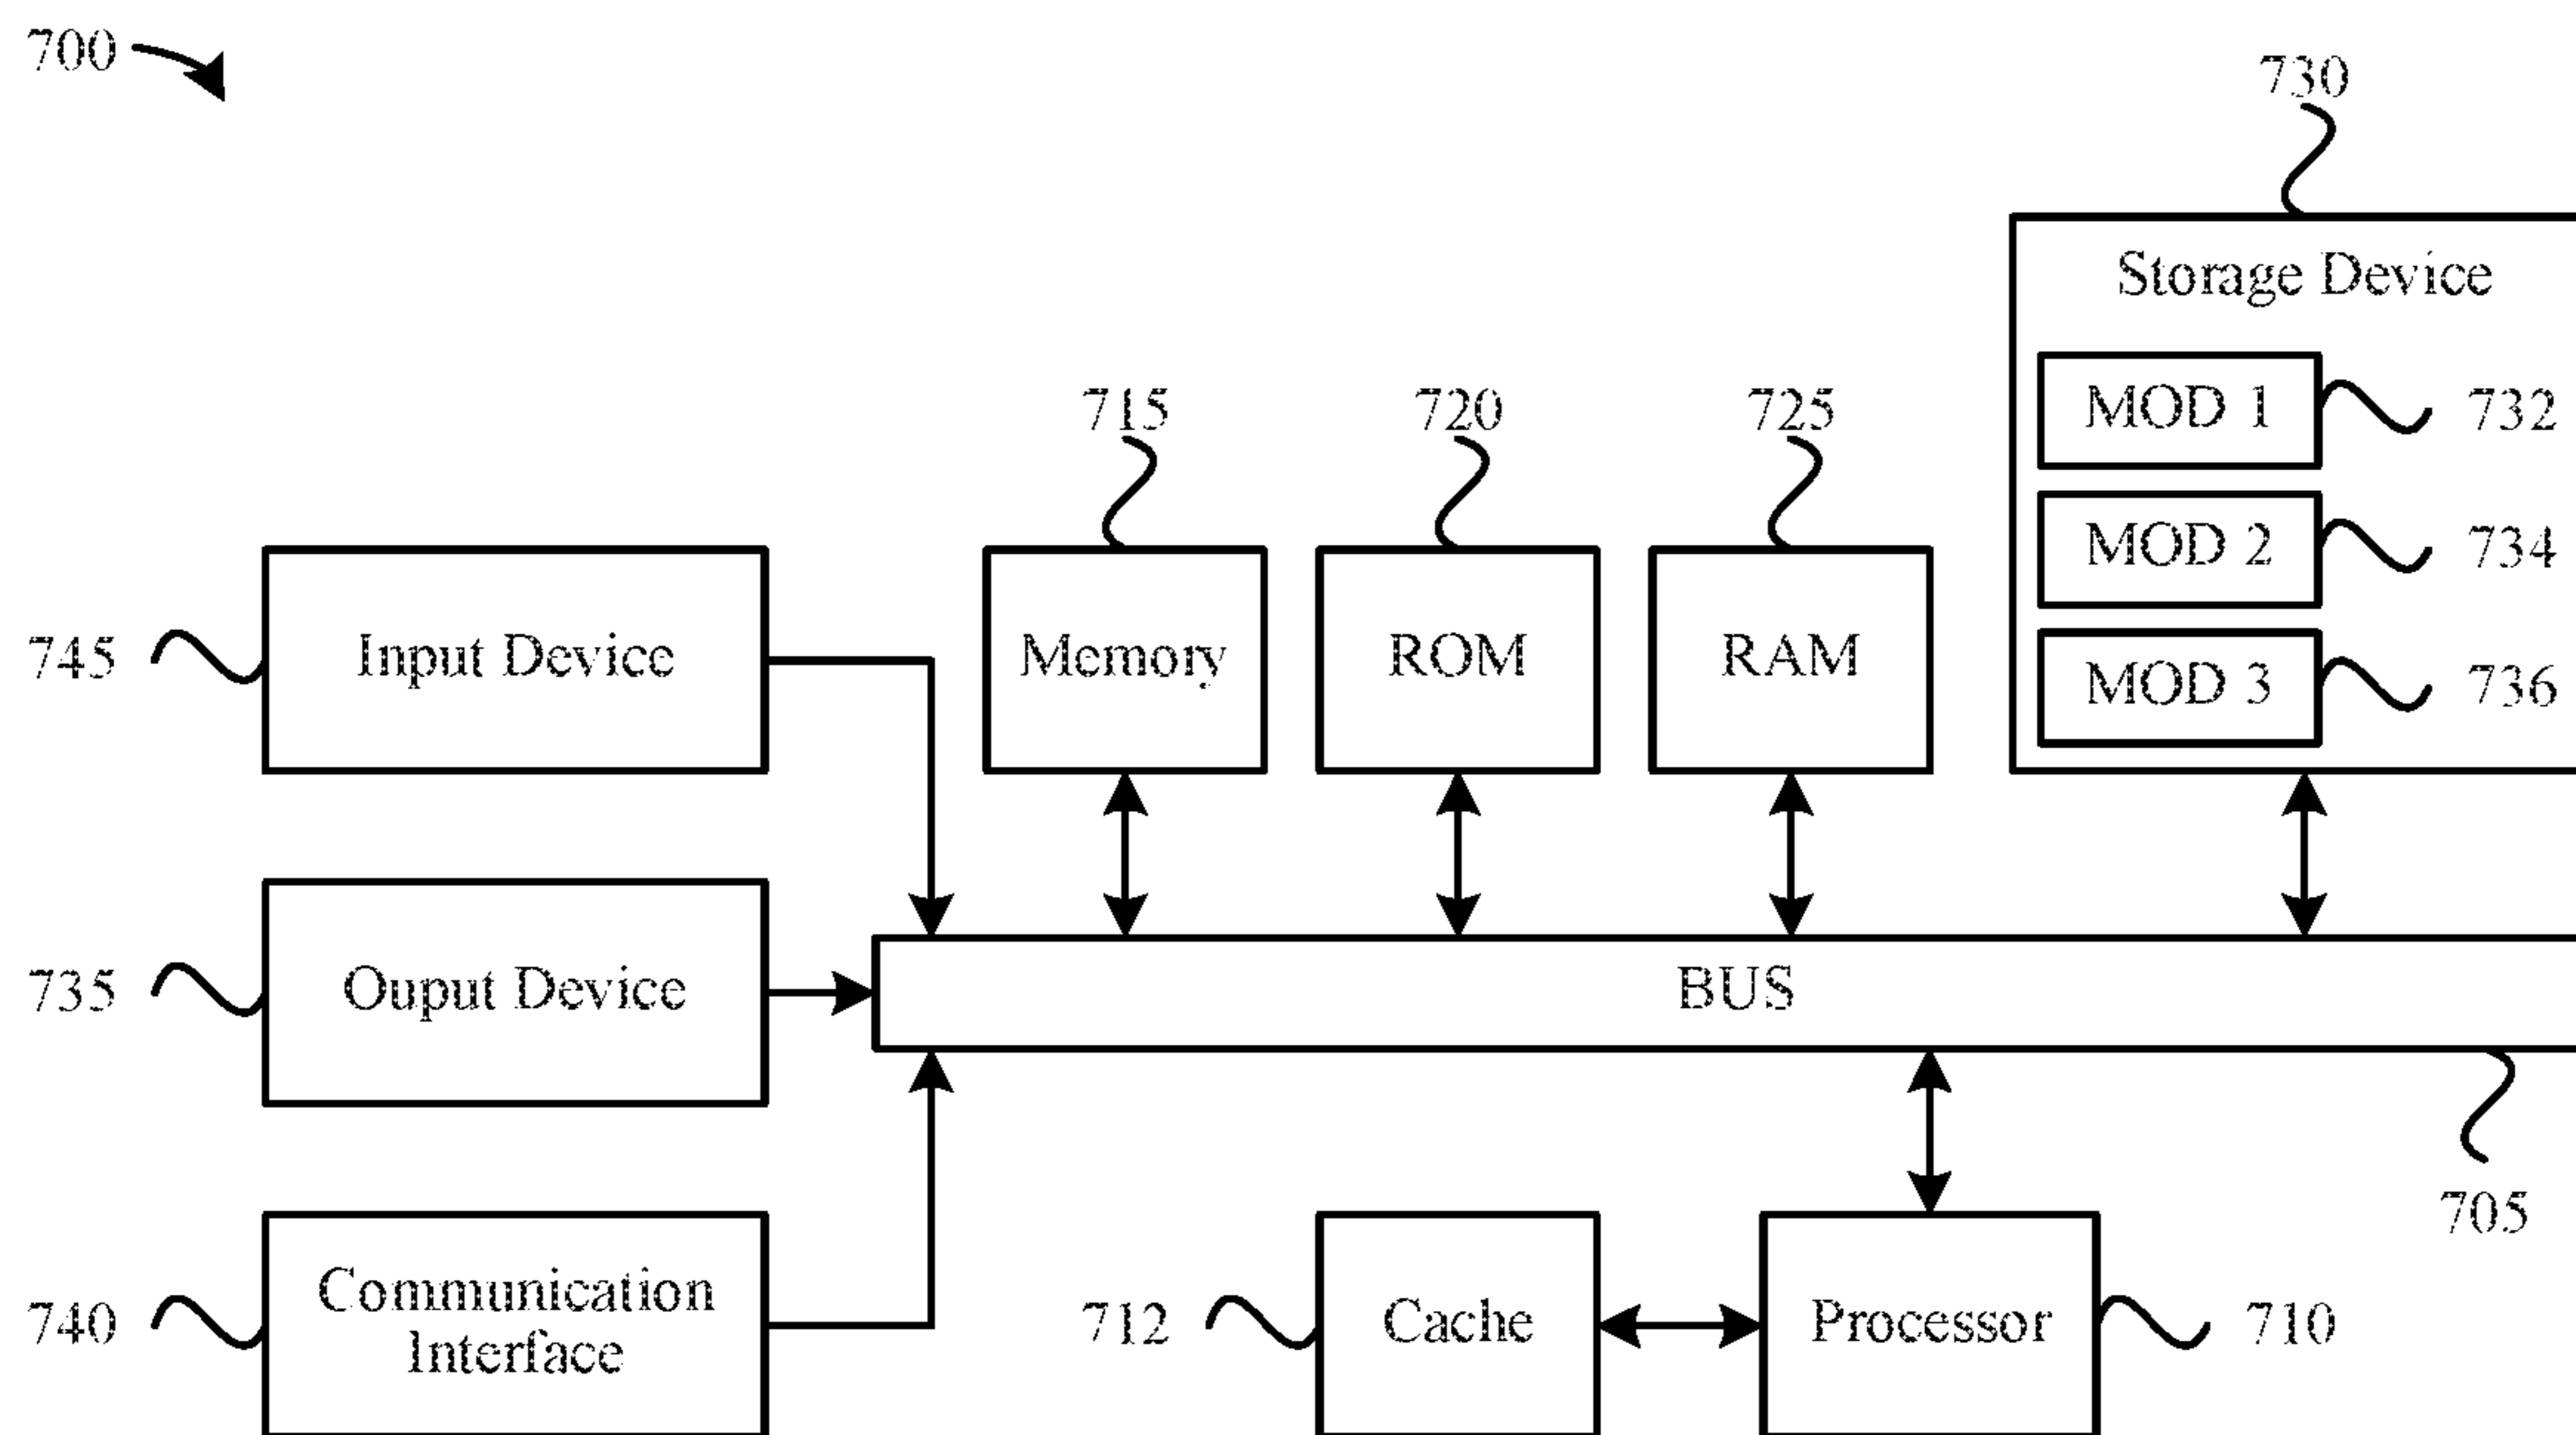 700
730
Storage Device
715
720
725
MOD 1
732
MOD 2
734
745
Input Device
Memory
ROM
RAM
MOD 3
736
735
Ouput Device
BUS
705
740
Communication
Interface
712
Cache
Processor
710